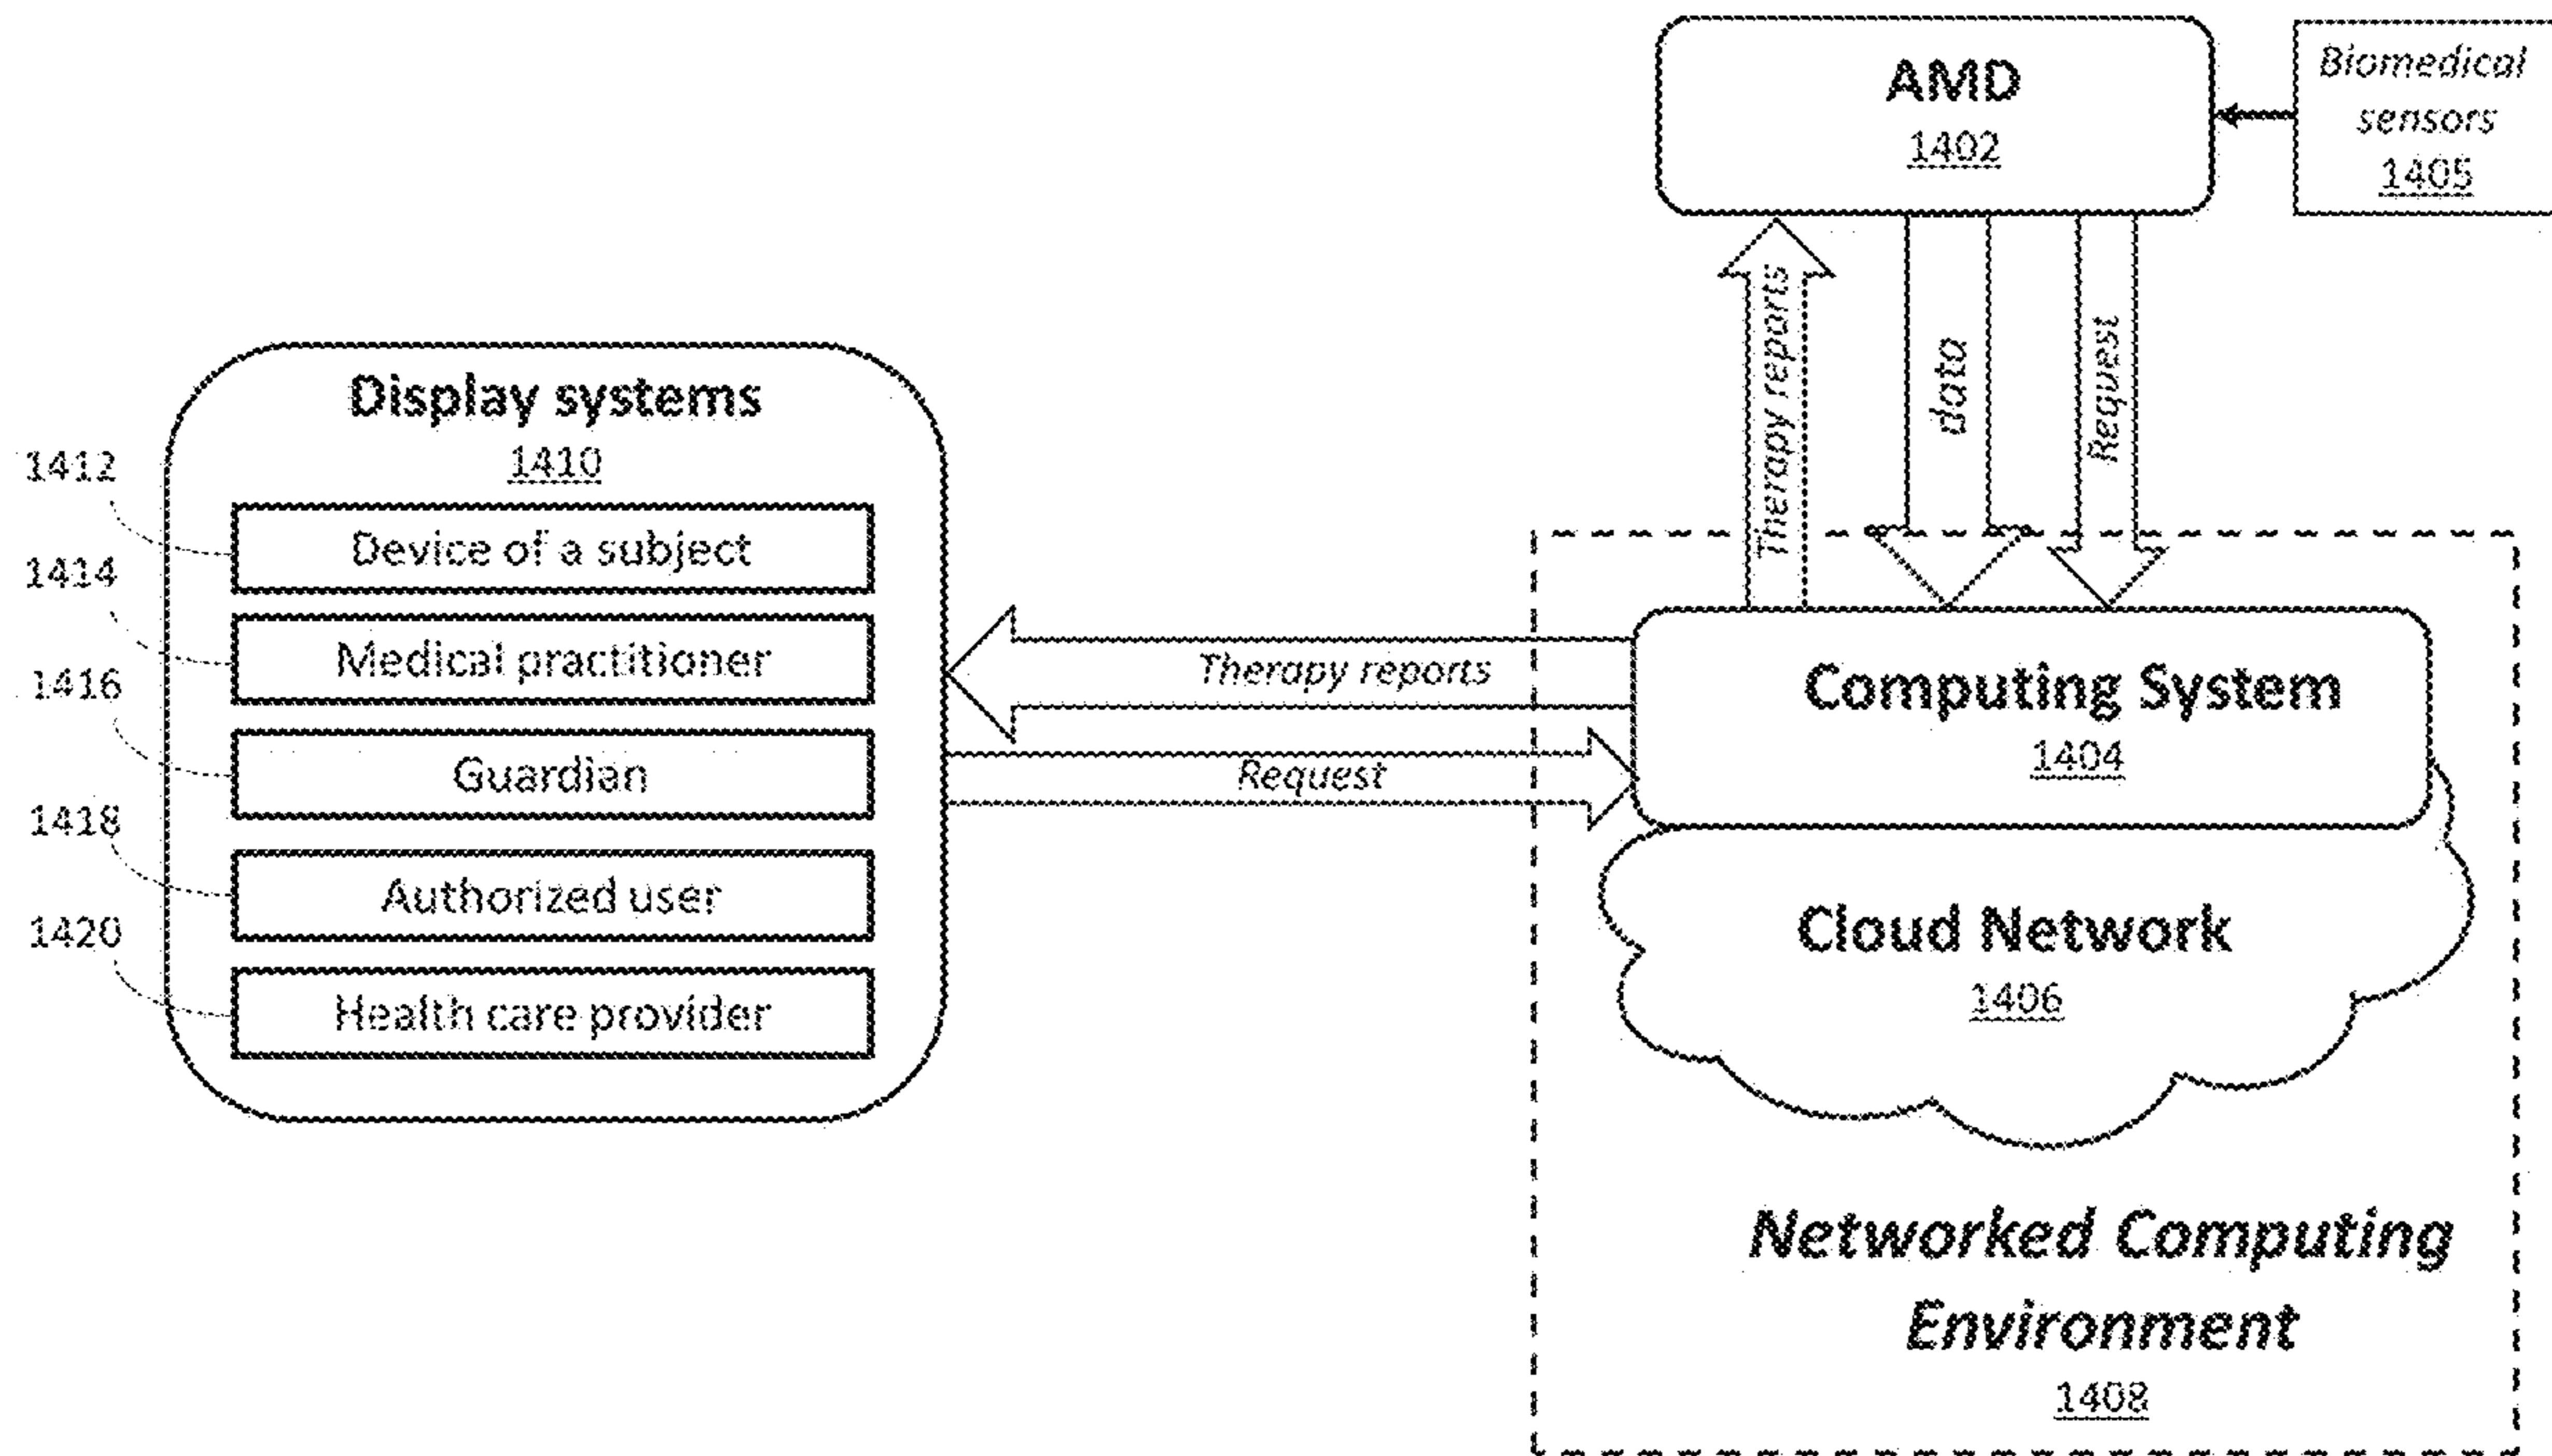 AMD
1402
Biomedical
sensors
1405
Therapy reports
data
Request
Display systems
1410
1412
Device of a subject
1414
Medical practitioner
1416
Guardian
1418
Authorized user
1420
Health care provider
Therapy reports
Request
Computing System
1404
Cloud Network
1406
Networked Computing
Environment
1408